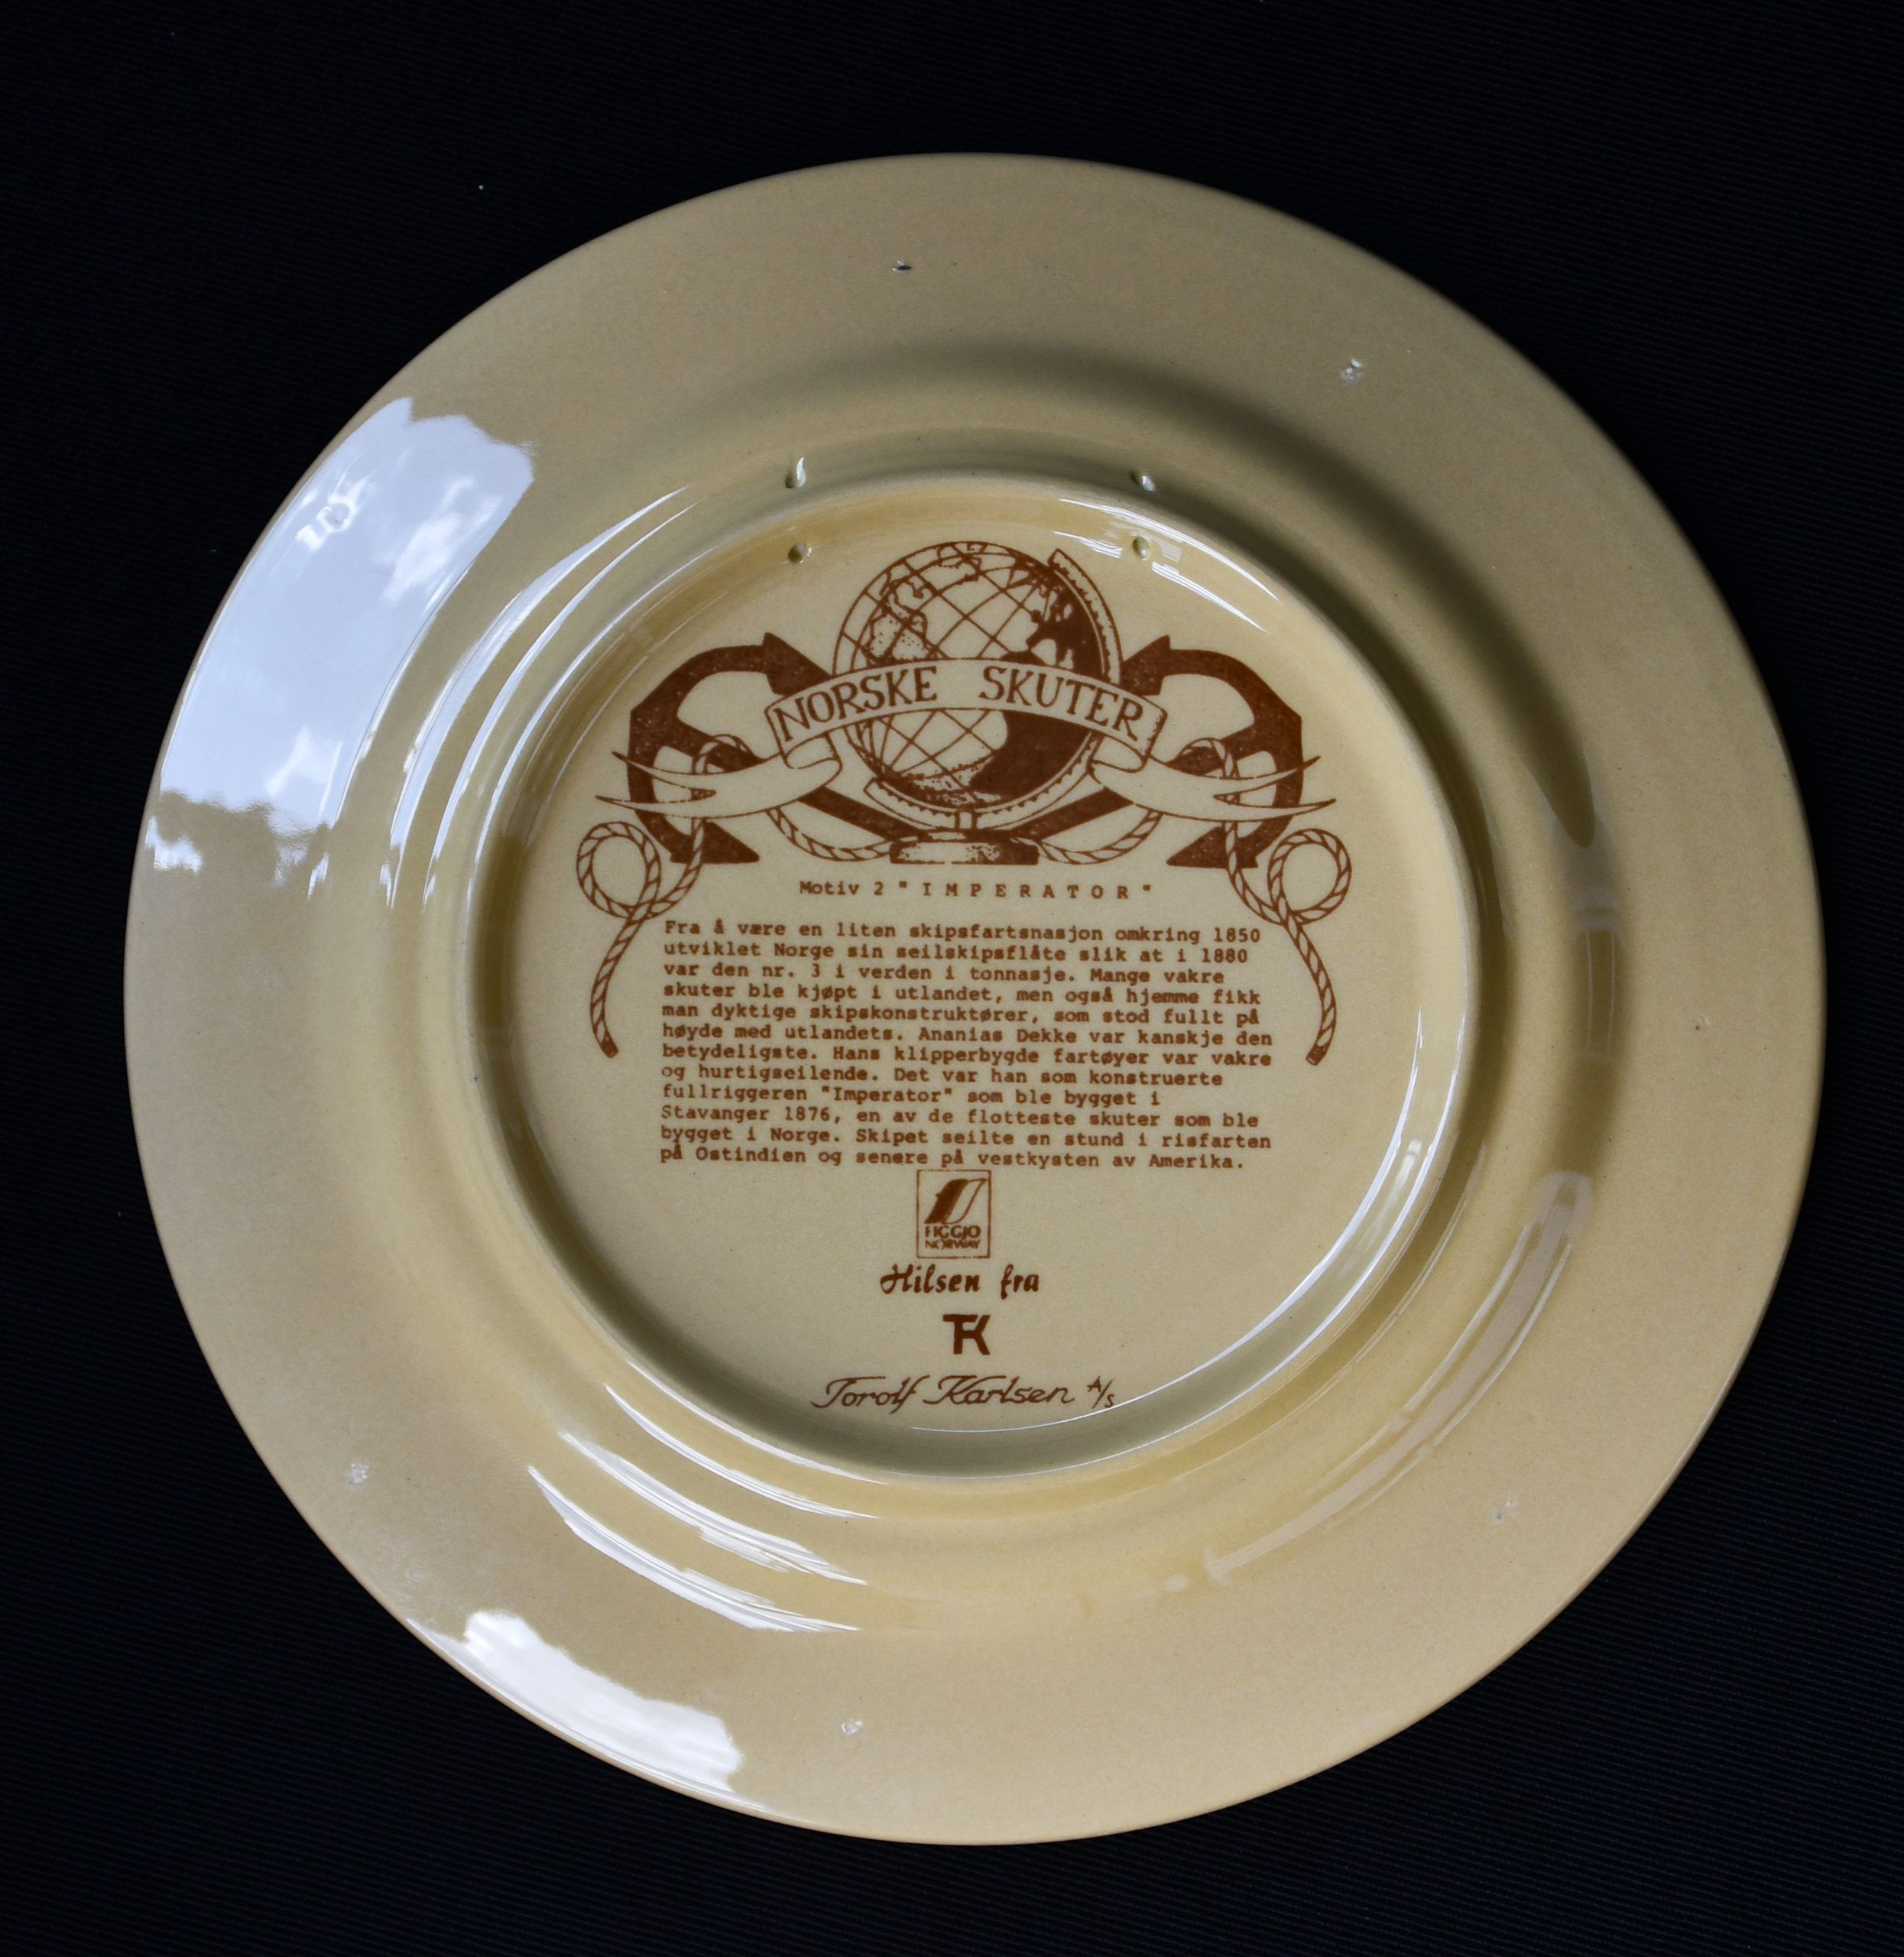 NORSKE SKUTER
Motiv 2 "IMPERATOR"
Fra å være en liten skipsfartsnasjon omkring 1850
utviklet Norge sin seilskipsflåte slik at i 1880
var den nr. 3 i verden i tonnasje. Mange vakre
skuter ble kjøpt i utlandet, men også hjemme fikk
man dyktige skipskonstruktører, som stod fullt på
høyde med utlandets. Ananias Dekke var kanskje den
betydeligste. Hans klipperbygde fartøyer var vakre
og hurtigseilende. Det var han som konstruerte
fullriggeren "Imperator" som ble bygget i
Stavanger 1876, en av de flotteste skuter som ble
bygget i Norge. Skipet seilte en stund i risfarten
på Ostindien og senere på vestkysten av Amerika.
FIGGJO
NORWAY
Hilsen fra
TK
Torolf Karlsen A/S